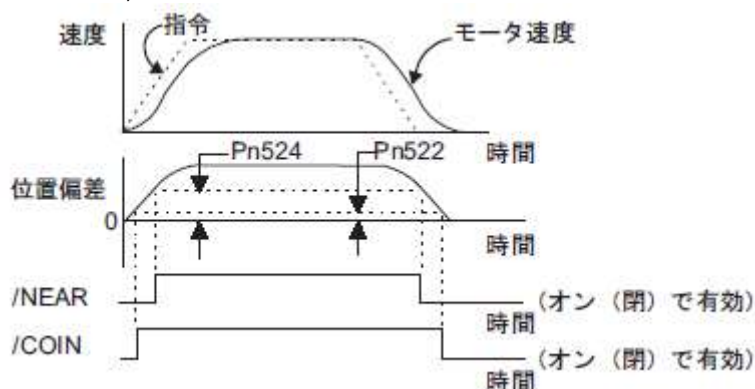 指令
速度
モータ速度
時間
Pn524
Pn522
位置偏差
0
時間
/NEAR
(オン (閉) で有効)
時間
/COIN
(オン (閉) で有効)
時間